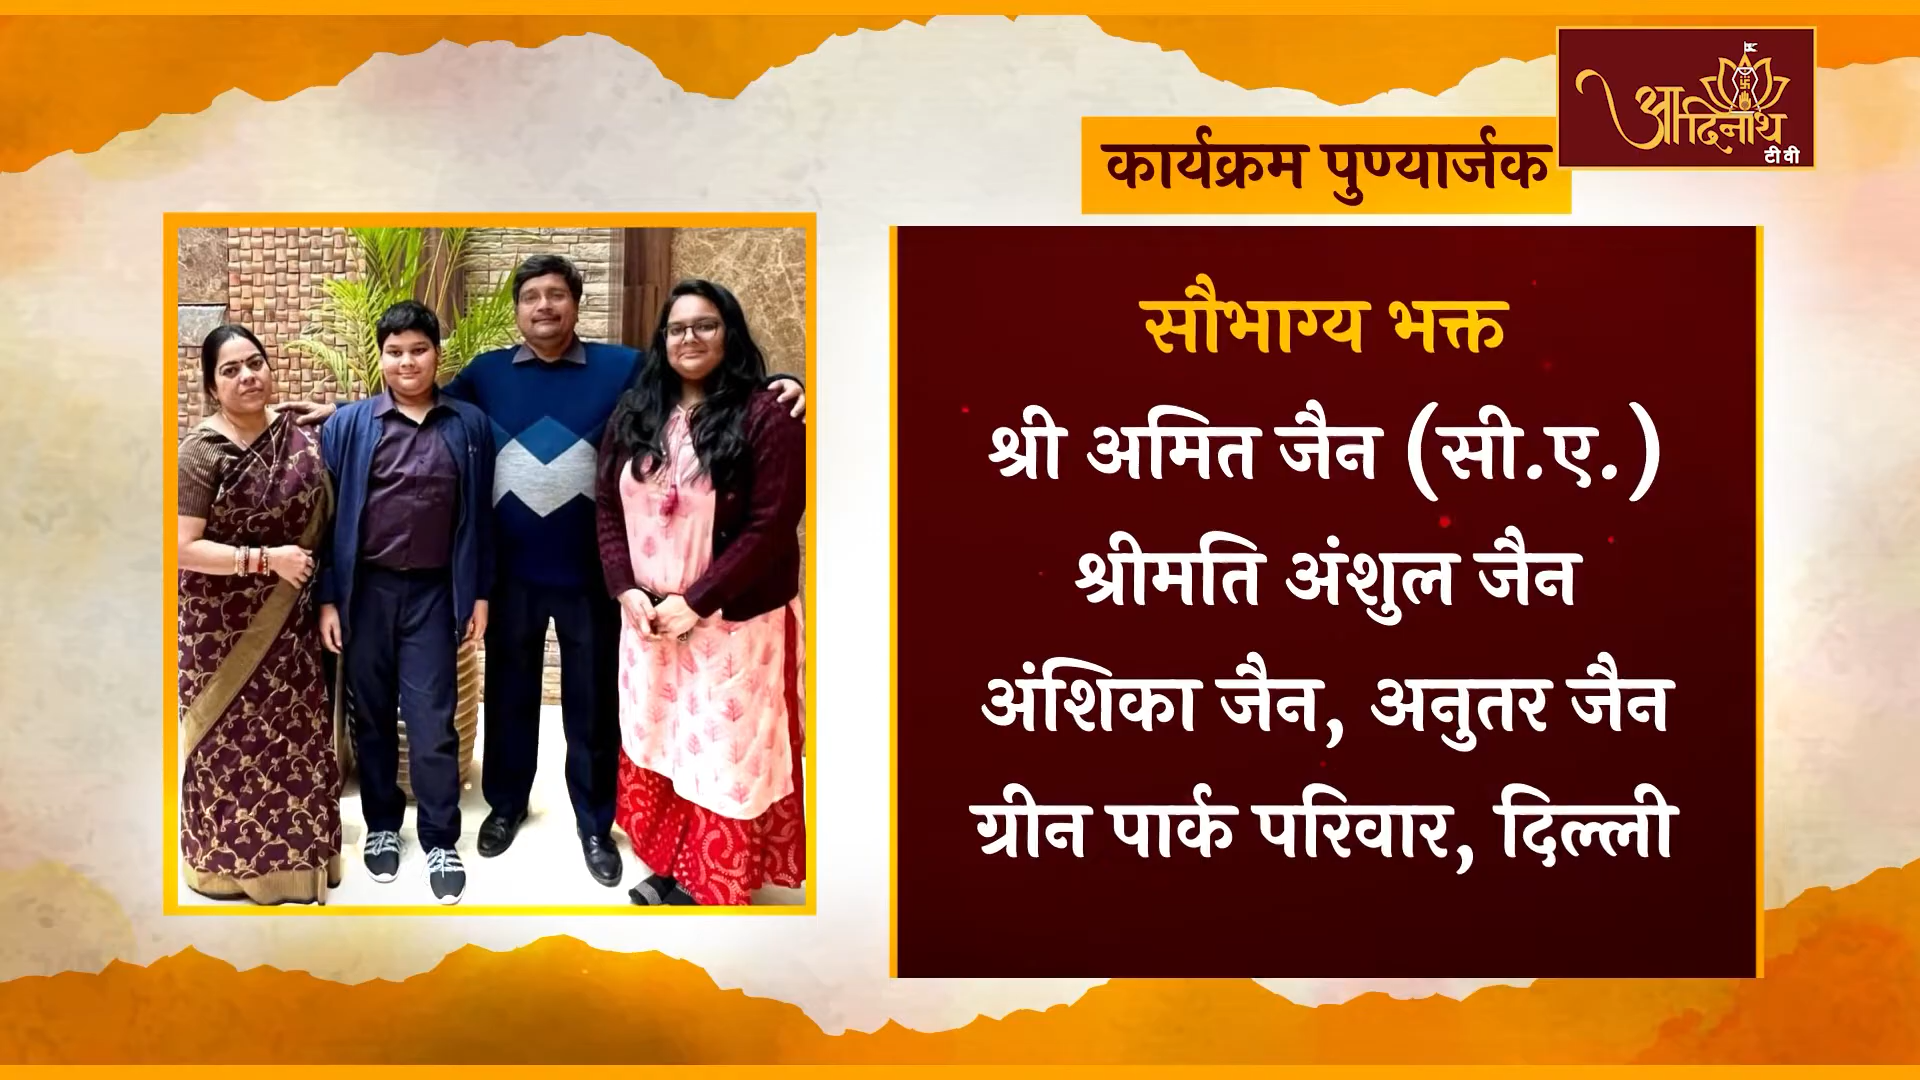 आदिनाथ
टी वी
कार्यक्रम पुण्यार्जक
सौभाग्य भक्त
श्री अमित जैन (सी.ए.)
श्रीमति अंशुल जैन
अंशिका जैन, अनुतर जैन
ग्रीन पार्क परिवार, दिल्ली